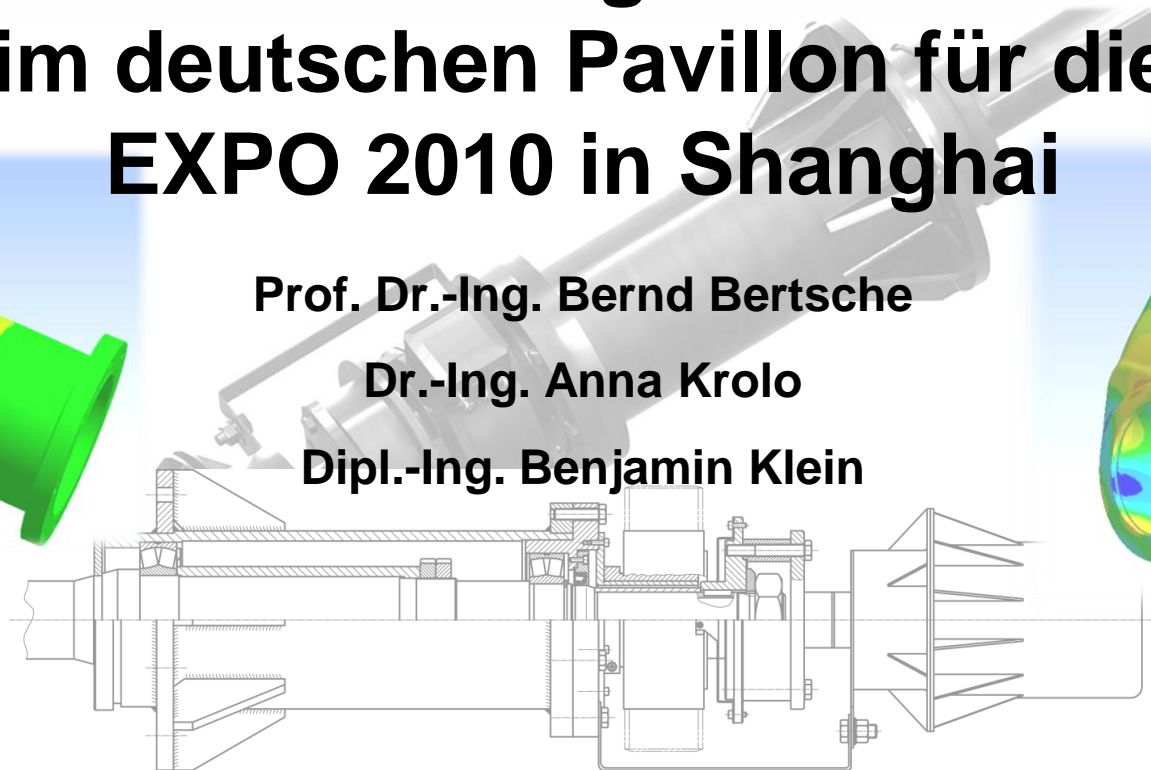 im deutschen Pavillon für die
EXPO 2010 in Shanghai
Prof. Dr.-Ing. Bernd Bertsche
Dr.-Ing. Anna Krolo
Dipl.-Ing. Benjamin Klein